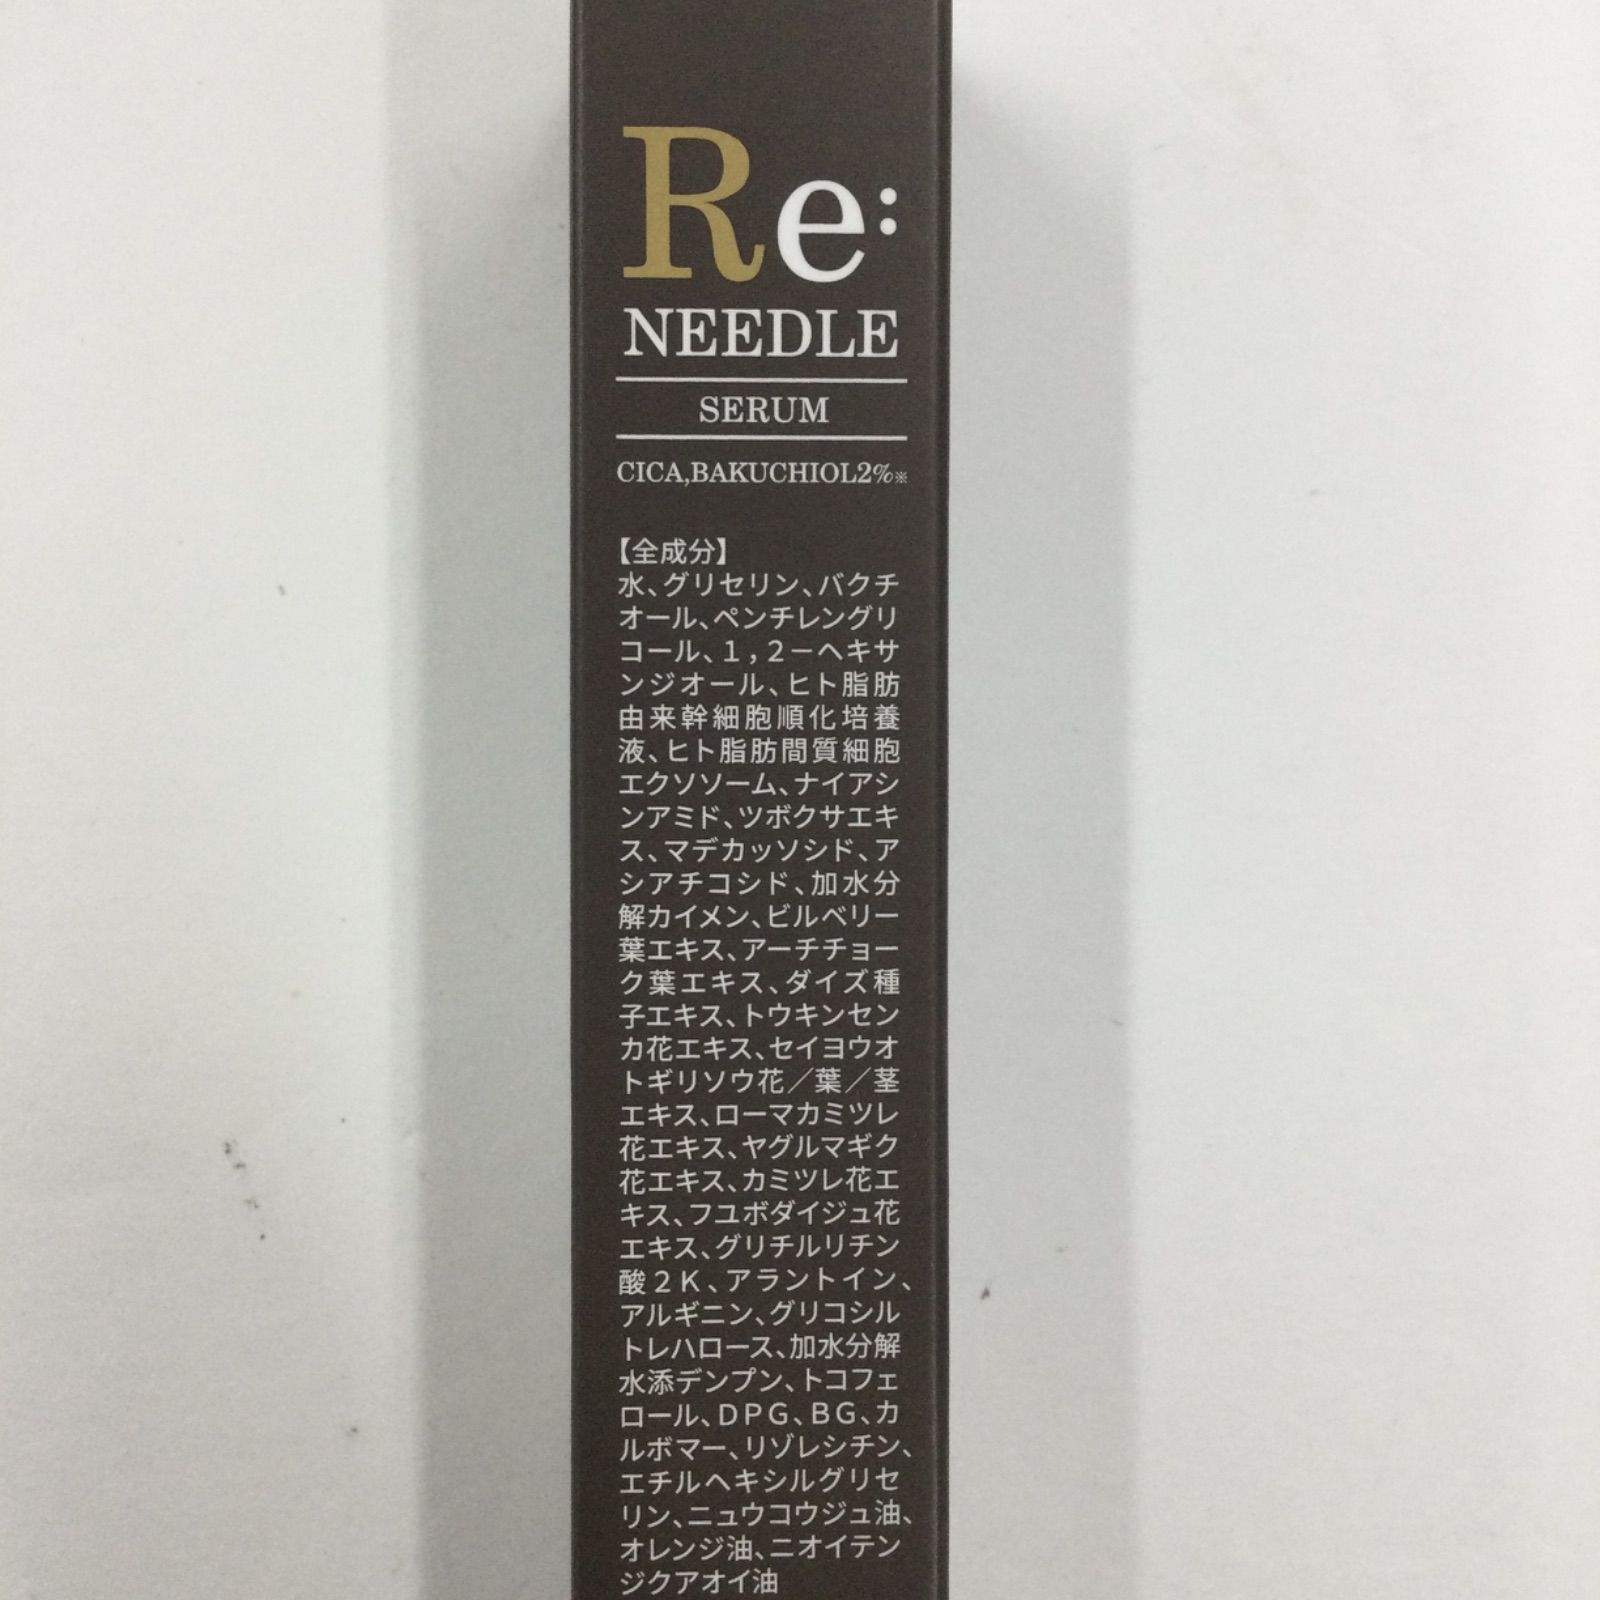 Re:
NEEDLE
SERUM
CICA,BAKUCHIOL2%※
【全成分】
水、グリセリン、バクチ
オール、ペンチレングリ
コール、1,2－ヘキサ
ンジオール、ヒト脂肪
由来幹細胞順化培養
液、ヒト脂肪間質細胞
エクソソーム、ナイアシ
ンアミド、ツボクサエキ
ス、マデカッソシド、ア
シアチコシド、加水分
解カイメン、ビルベリー
葉エキス、アーチチョー
ク葉エキス、ダイズ種
子エキス、トウキンセン
カ花エキス、セイヨウオ
トギリソウ花／葉／茎
エキス、ローマカミツレ
花エキス、ヤグルマギク
花エキス、カミツレ花エ
キス、フユボダイジュ花
エキス、グリチルリチン
酸2K、アラントイン、
アルギニン、グリコシル
トレハロース、加水分解
水添デンプン、トコフェ
ロール、DPG、BG、カ
ルボマー、リゾレシチン、
エチルヘキシルグリセ
リン、ニュウコウジュ油、
オレンジ油、ニオイテン
ジクアオイ油